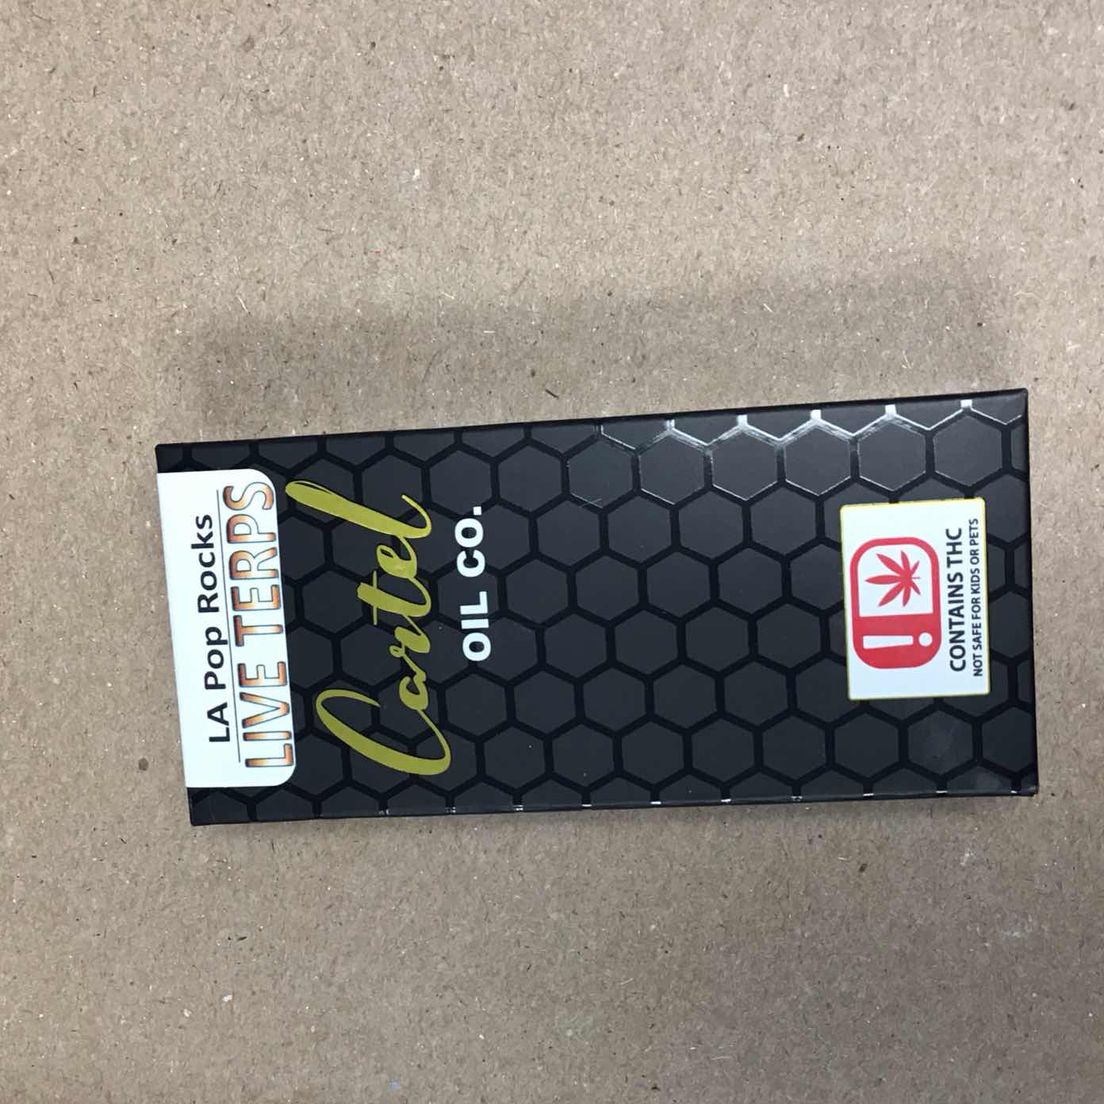 LA Pop Rocks
LIVE TERPS
Cartel
OIL CO.
!
CONTAINS THC
NOT SAFE FOR KIDS OR PETS